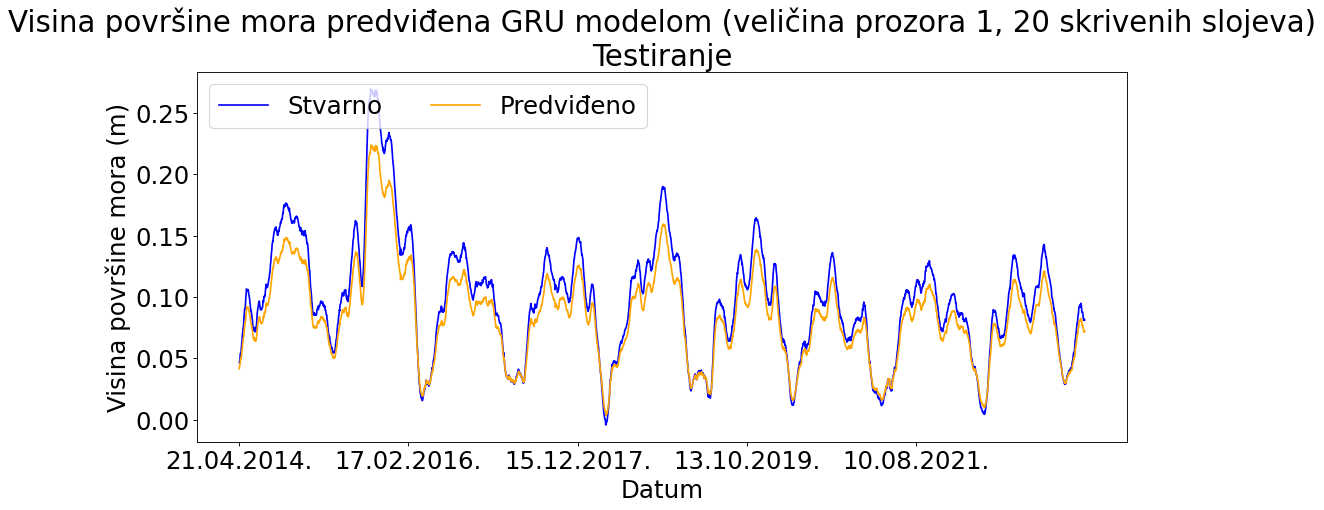 Visina površine mora predviđena GRU modelom (veličina prozora 1, 20 skrivenih slojeva)
Testiranje
Stvarno
Predviđeno
Visina površine mora (m)
0.25
0.20
0.15
0.10
0.05
0.00
21.04.2014.
17.02.2016.
15.12.2017.
13.10.2019.
10.08.2021.
Datum